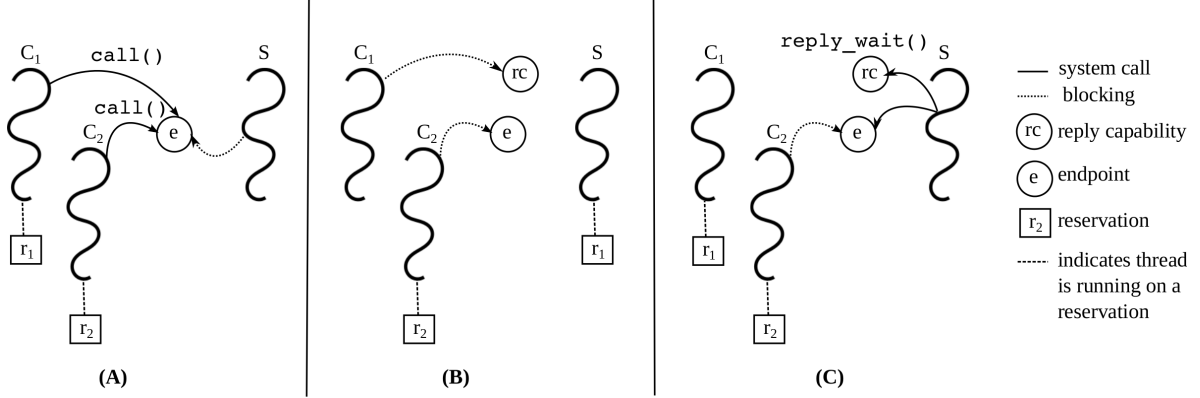 C1
call()
call()
C2
e
S
r1
r2
(A)
C1
rc
C2
e
S
r1
r2
(B)
C1
reply_wait()
rc
C2
e
S
r1
r2
(C)
system call
blocking
rc reply capability
e endpoint
r2 reservation
indicates thread
is running on a
reservation